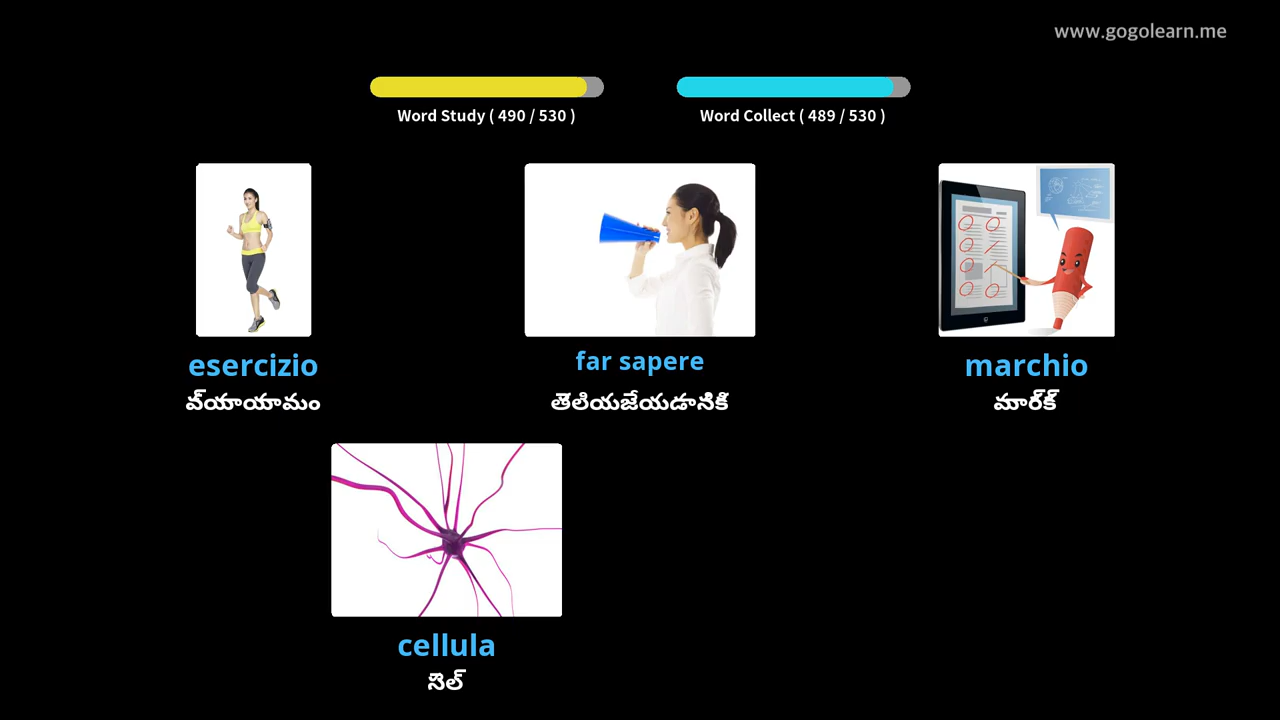 www.gogolearn.me
Word Study ( 490 / 530 )
Word Collect ( 489 / 530 )
esercizio
వ్యాయామం
far sapere
తెలియజేయడానికి
marchio
మార్క్
cellula
సెల్